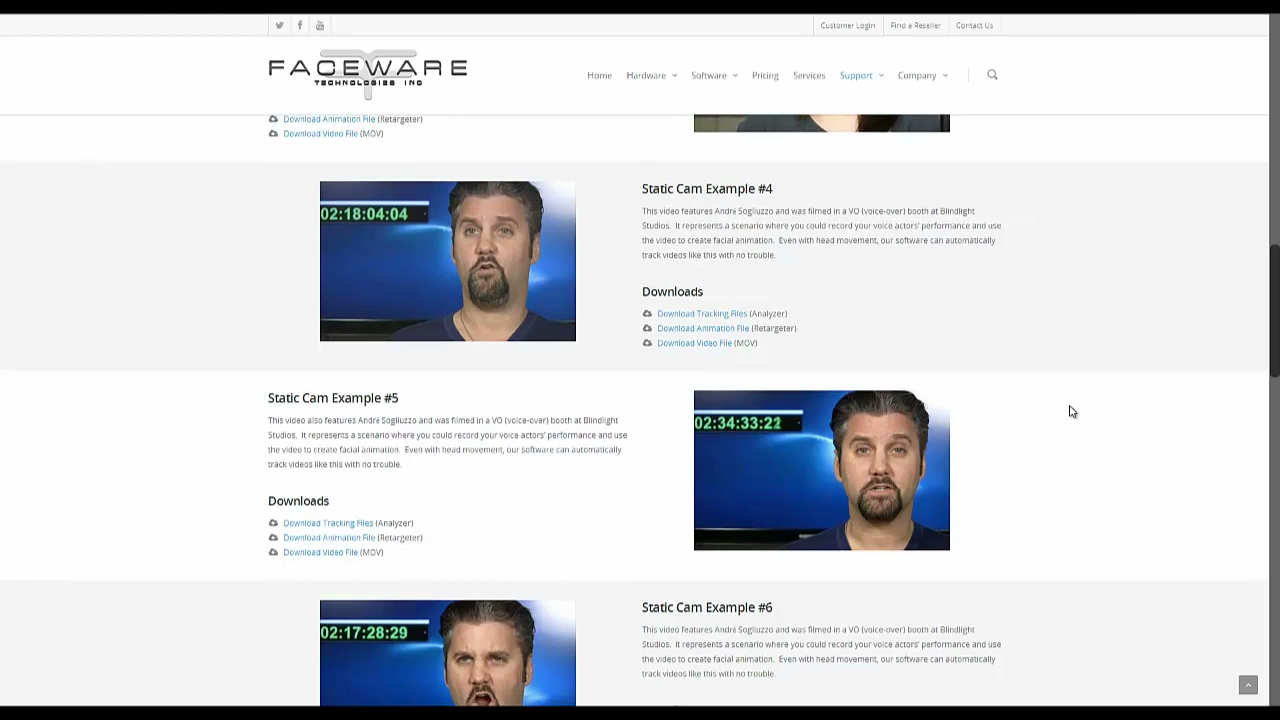 Customer Login
Find a Reseller
Contact Us
FACEWARE
TECHNOLOGIES INC
Home
Hardware
Software
Pricing
Services
Support
Company
Download Animation File (Retargeter)
Download Video File (MOV)
02:18:04:04
Static Cam Example #4
This video features André Sogliuzzo and was filmed in a VO (voice-over) booth at Blindlight
Studios.  It represents a scenario where you could record your voice actors' performance and use
the video to create facial animation.  Even with head movement, our software can automatically
track videos like this with no trouble.
Downloads
Download Tracking Files (Analyzer)
Download Animation File (Retargeter)
Download Video File (MOV)
Static Cam Example #5
This video also features André Sogliuzzo and was filmed in a VO (voice-over) booth at Blindlight
Studios.  It represents a scenario where you could record your voice actors' performance and use
the video to create facial animation.  Even with head movement, our software can automatically
track videos like this with no trouble.
Downloads
Download Tracking Files (Analyzer)
Download Animation File (Retargeter)
Download Video File (MOV)
02:34:33:22
02:17:28:29
Static Cam Example #6
This video features André Sogliuzzo and was filmed in a VO (voice-over) booth at Blindlight
Studios.  It represents a scenario where you could record your voice actors' performance and use
the video to create facial animation.  Even with head movement, our software can automatically
track videos like this with no trouble.